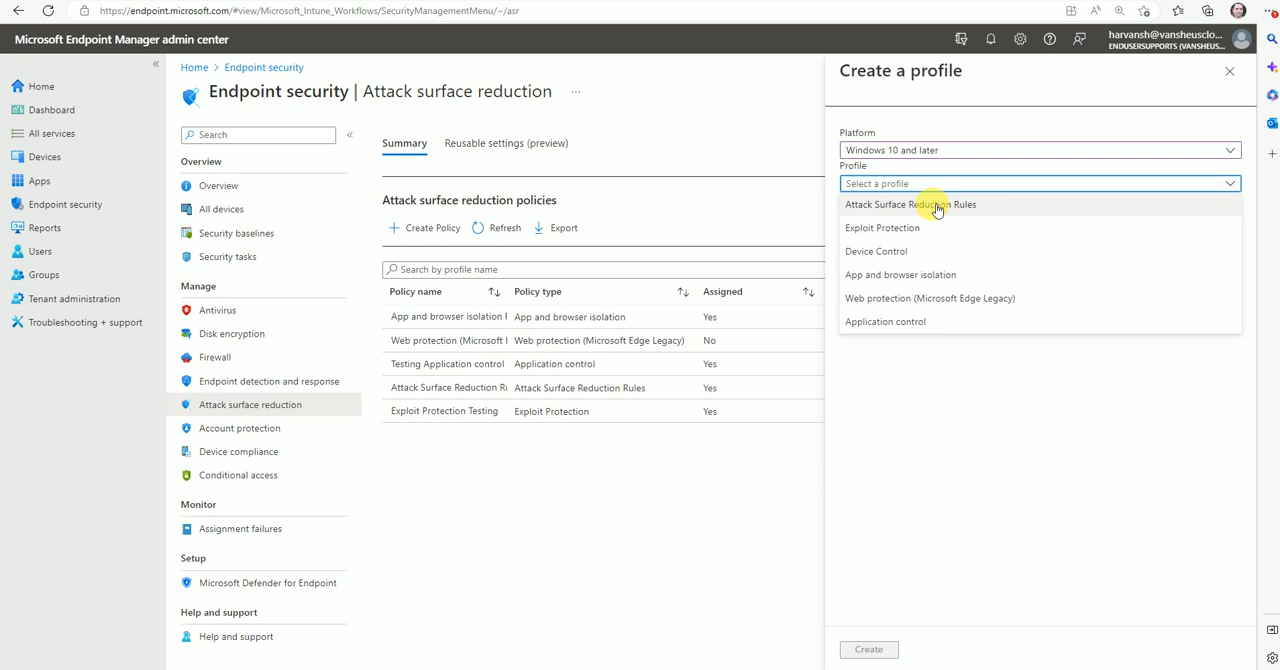 https://endpoint.microsoft.com/#view/Microsoft_Intune_Workflows/SecurityManagementMenu/~/asr
Microsoft Endpoint Manager admin center
harvansh@vansheusclo...
ENDUSERSUPPORTS (VANSHEUS...
Home
Dashboard
All services
Devices
Apps
Endpoint security
Reports
Users
Groups
Tenant administration
Troubleshooting + support
Home > Endpoint security
Endpoint security | Attack surface reduction ...
Search
Overview
Overview
All devices
Security baselines
Security tasks
Manage
Antivirus
Disk encryption
Firewall
Endpoint detection and response
Attack surface reduction
Account protection
Device compliance
Conditional access
Monitor
Assignment failures
Setup
Microsoft Defender for Endpoint
Help and support
Help and support
Summary Reusable settings (preview)
Attack surface reduction policies
Create Policy Refresh Export
Search by profile name
Policy name Policy type Assigned
App and browser isolation App and browser isolation Yes
Web protection (Microsoft Web protection (Microsoft Edge Legacy) No
Testing Application control Application control Yes
Attack Surface Reduction Attack Surface Reduction Rules Yes
Exploit Protection Testing Exploit Protection Yes
Create a profile
Platform
Windows 10 and later
Profile
Select a profile
Attack Surface Reduction Rules
Exploit Protection
Device Control
App and browser isolation
Web protection (Microsoft Edge Legacy)
Application control
Create